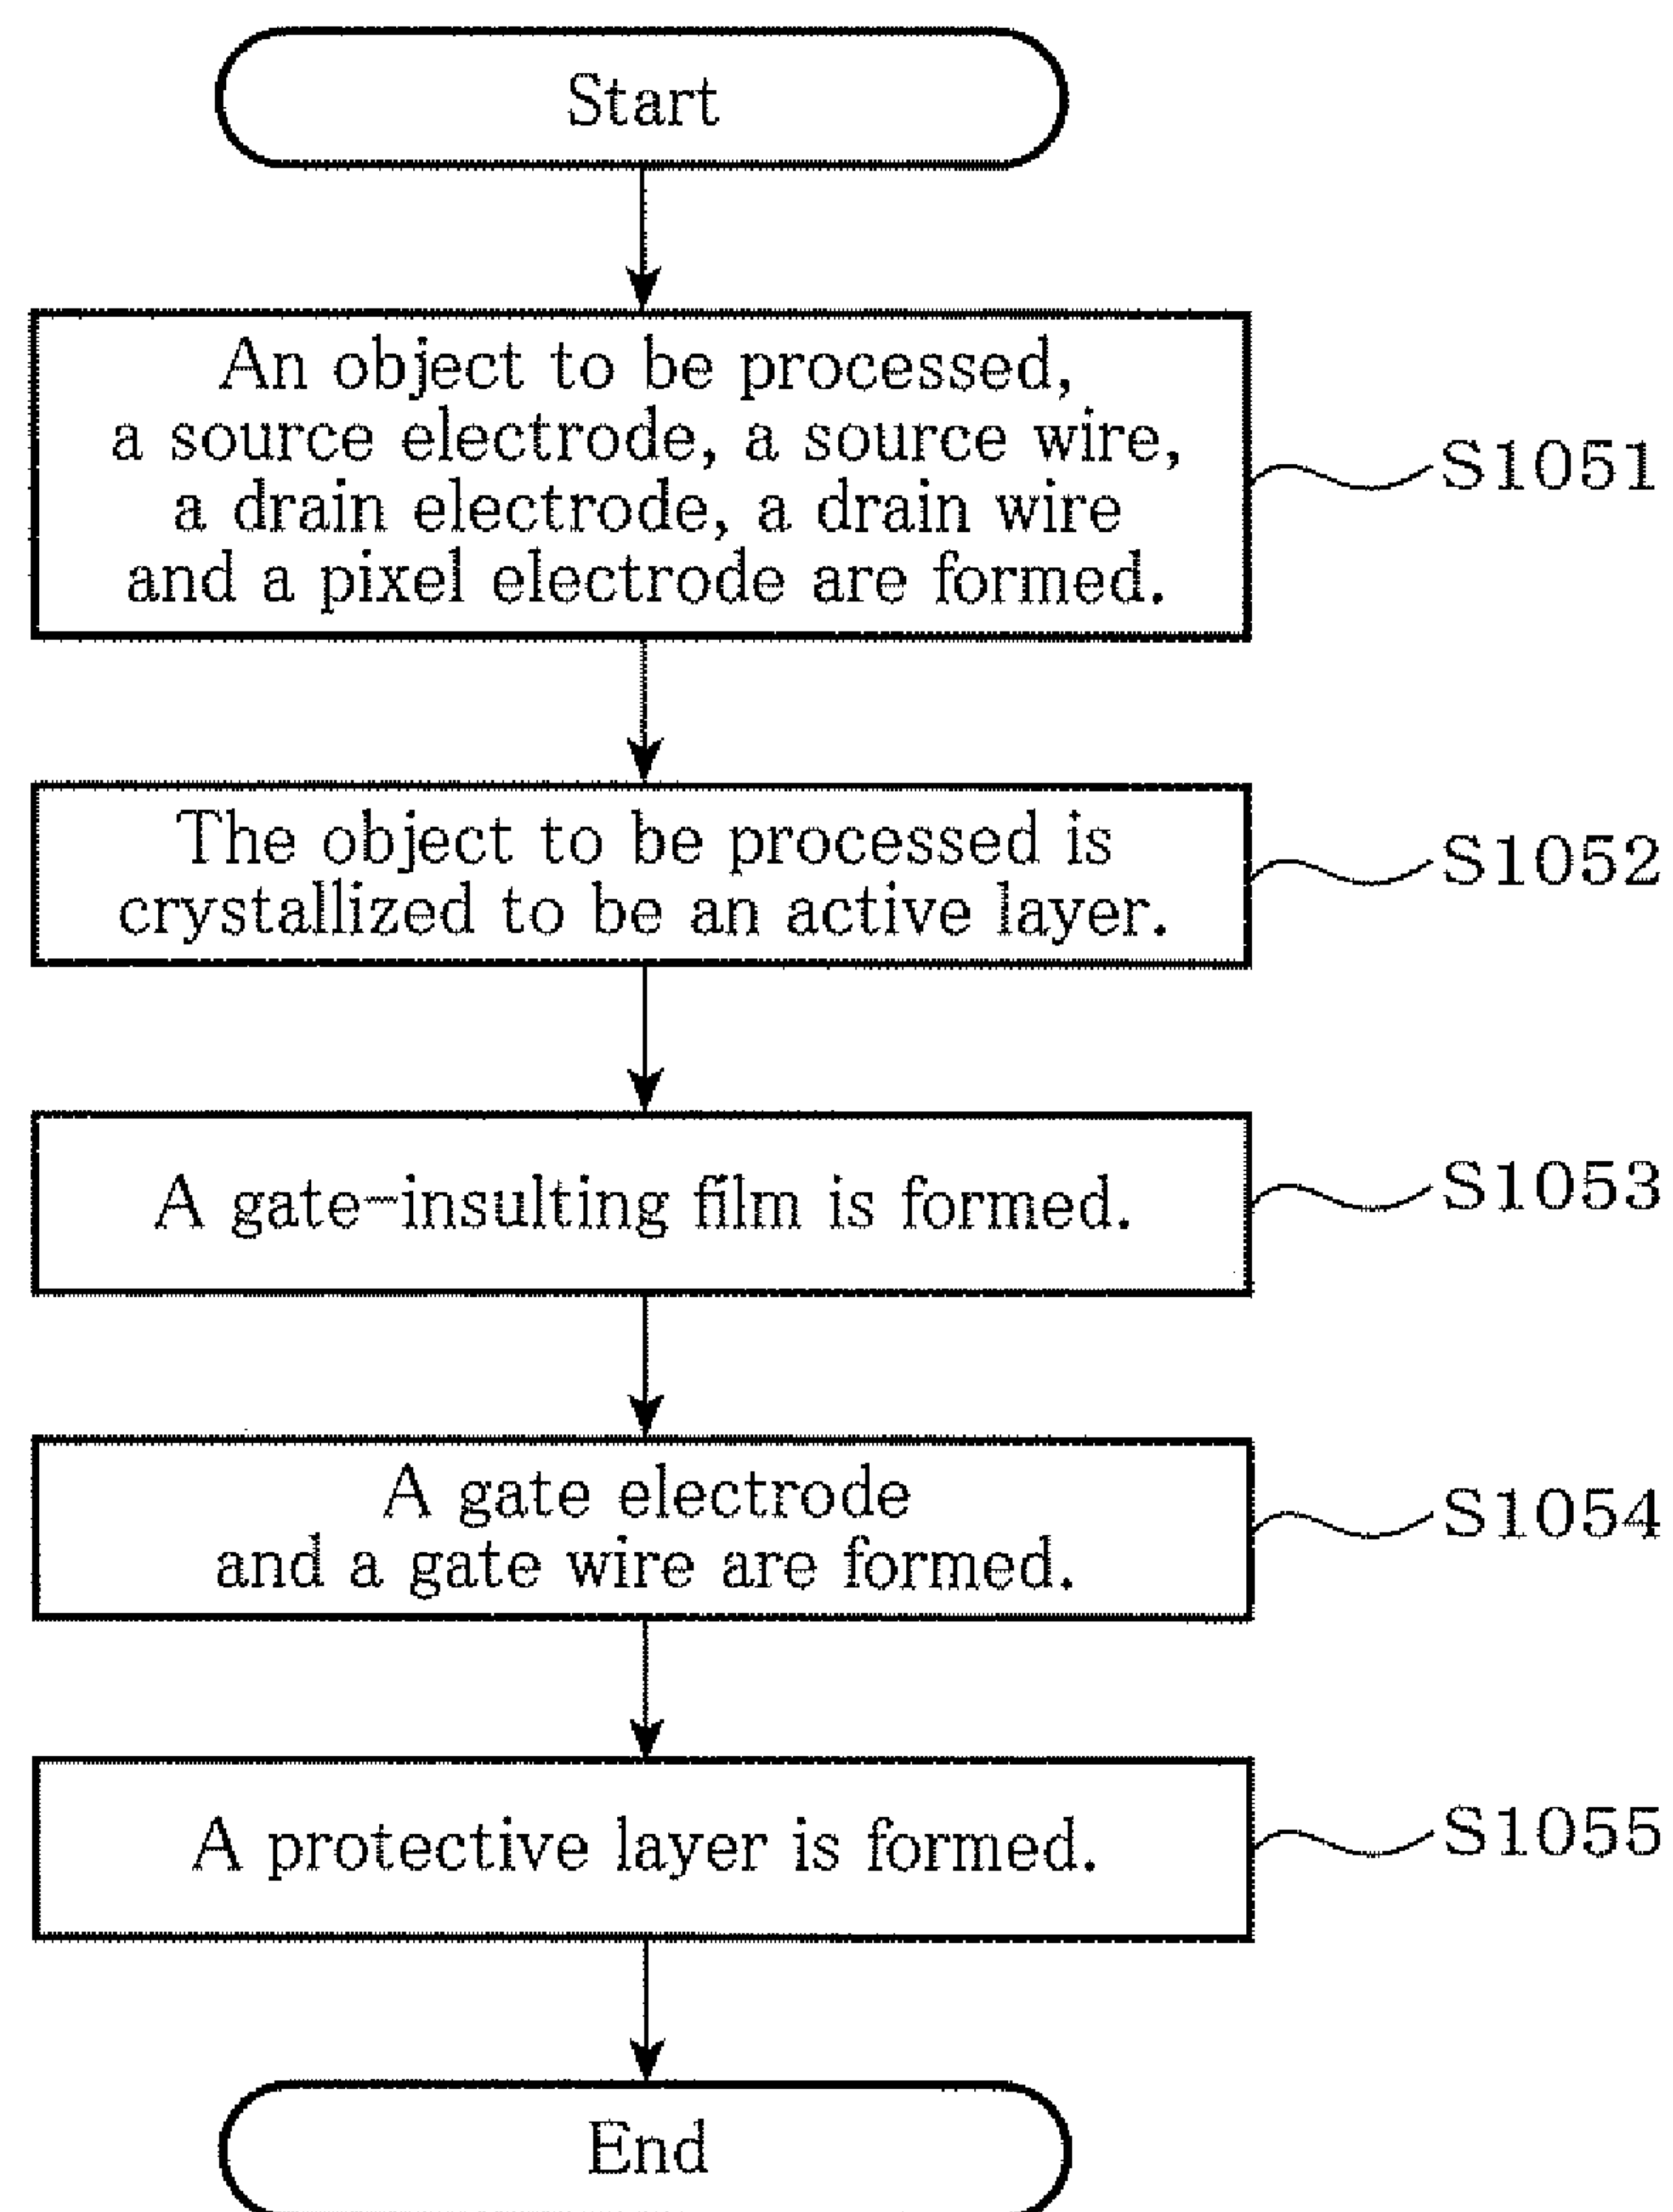 Start
An object to be processed,
a source electrode, a source wire,
a drain electrode, a drain wire
and a pixel electrode are formed.
S1051
The object to be processed is
crystallized to be an active layer.
S1052
A gate-insulting film is formed.
S1053
A gate electrode
and a gate wire are formed.
S1054
A protective layer is formed.
S1055
End